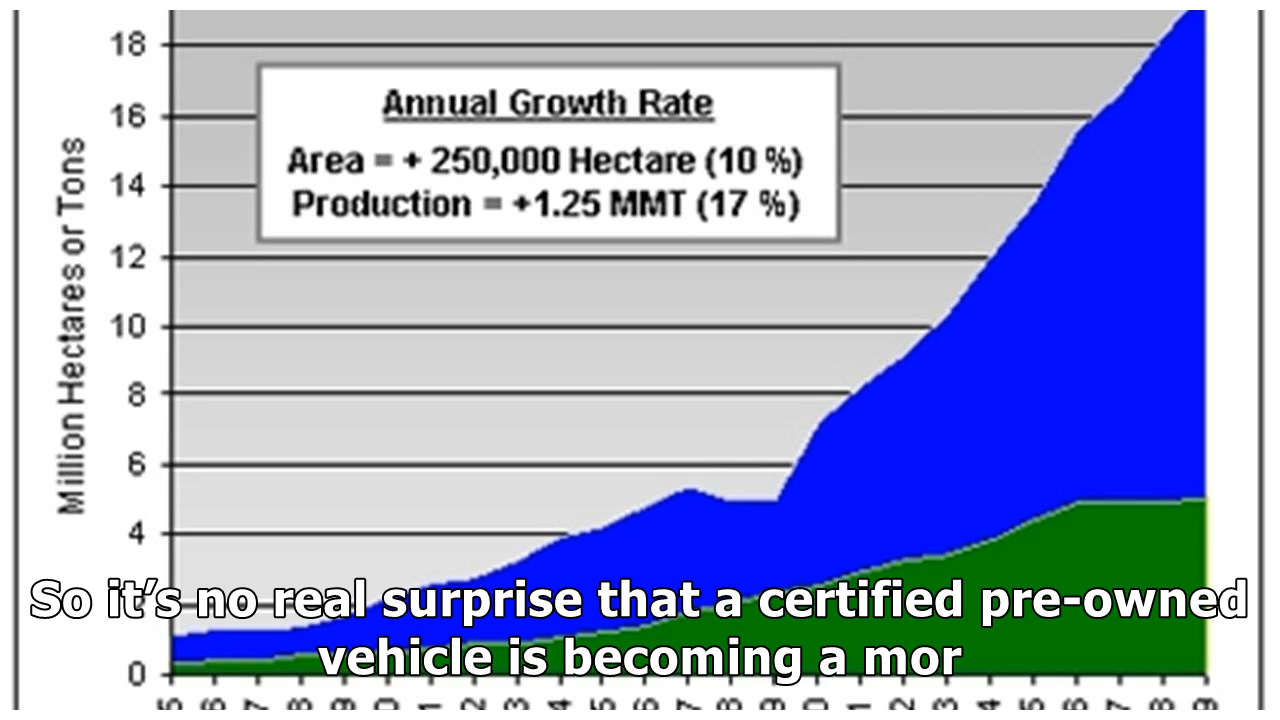 18
Annual Growth Rate
16
Area = + 250,000 Hectare (10 %)
14
Production = +1.25 MMT (17 %)
12
10
8
6
4
0
Million Hectares or Tons
So it’s no real surprise that a certified pre-owned
vehicle is becoming a mor